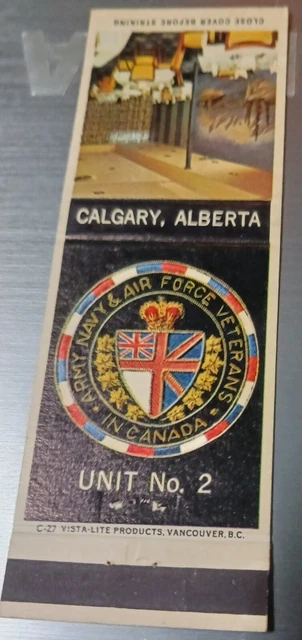 CLOSE COVER BEFORE STRIKING
CALGARY, ALBERTA
ARMY NAVY & AIR FORCE VETERANS
• IN CANADA •
UNIT No. 2
C-27 VISTA-LITE PRODUCTS, VANCOUVER, B.C.